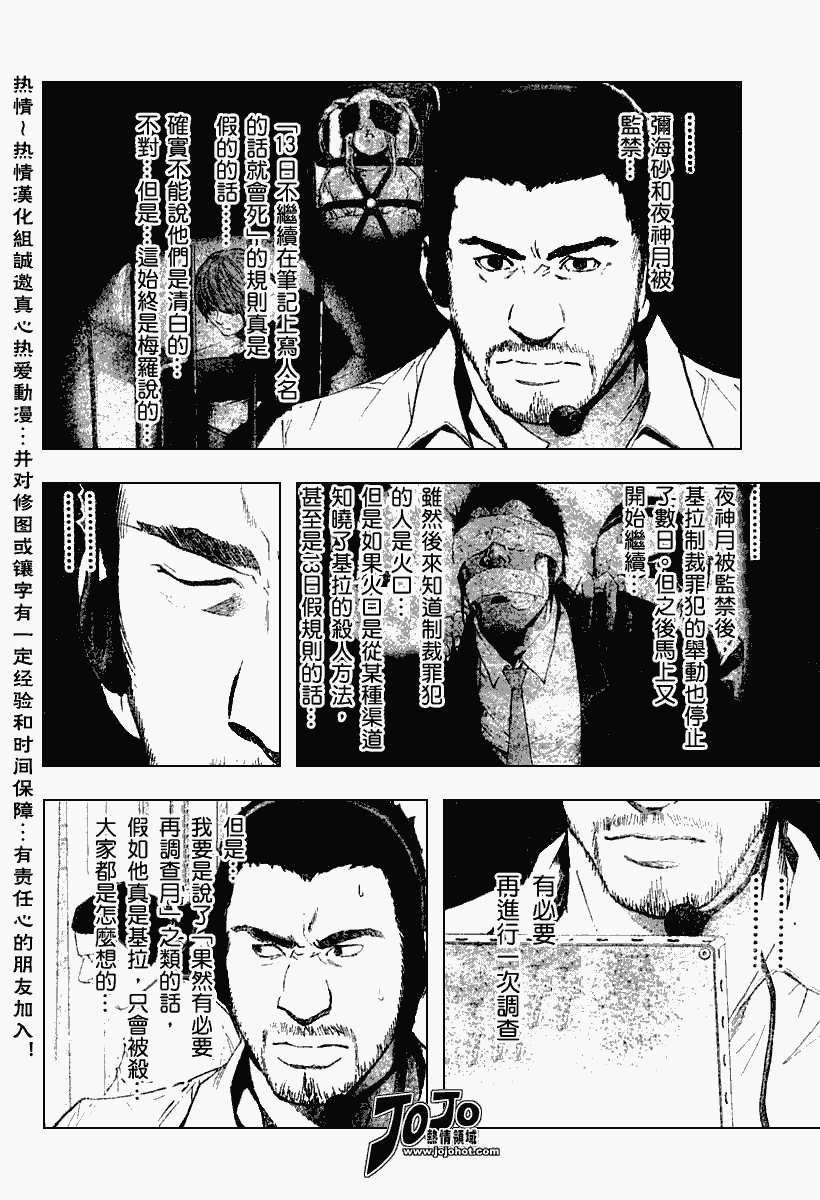 ………
彌海砂和夜神月被
監禁…
「13日不繼續在筆記上寫人名
的話就會死」的規則真是
假的的話……
確實不能說他們是清白的…
不對…但是…這始終是梅羅說的…
………
夜神月被監禁後,
基拉制裁罪犯的舉動也停止
了數日。但之後馬上又
開始繼續…
雖然後來知道制裁罪犯
的人是火口…
但是如果火口是從某種渠道
知曉了基拉的殺人方法,
甚至是13日假規則的話…
………
………
………
………
有必要
再進行一次調查
但是…
我要是說了「果然有必要
再調查月」之類的話,
假如他真是基拉,只會被殺…
大家都是怎麼想的…
热情~热情漢化組誠邀真心热爱動漫…并对修图或镶字有一定经验和时间保障…有责任心的朋友加入!
JOJO
熱情領域
www.jojohot.com